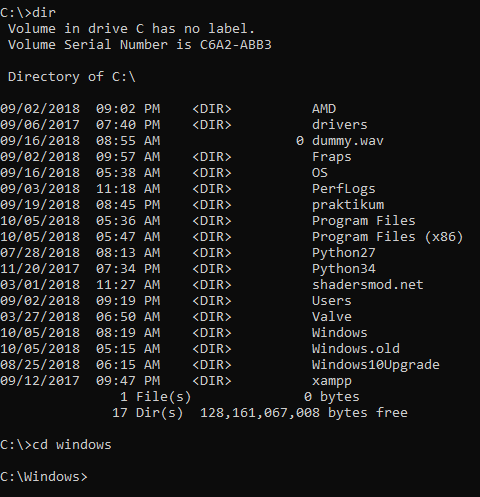 C:\>dir
 Volume in drive C has no label.
 Volume Serial Number is C6A2-ABB3
 Directory of C:\
09/02/2018  09:02 PM    <DIR>          AMD
09/06/2017  07:40 PM    <DIR>          drivers
09/16/2018  08:55 AM                 0 dummy.wav
09/02/2018  09:57 AM    <DIR>          Fraps
09/16/2018  05:38 AM    <DIR>          OS
09/03/2018  11:18 AM    <DIR>          PerfLogs
09/19/2018  08:45 PM    <DIR>          praktikum
10/05/2018  05:36 AM    <DIR>          Program Files
10/05/2018  05:47 AM    <DIR>          Program Files (x86)
07/28/2018  08:13 AM    <DIR>          Python27
11/20/2017  07:34 PM    <DIR>          Python34
03/01/2018  11:27 AM    <DIR>          shadersmod.net
09/02/2018  09:19 PM    <DIR>          Users
03/27/2018  06:50 AM    <DIR>          Valve
10/05/2018  08:19 AM    <DIR>          Windows
10/05/2018  05:15 AM    <DIR>          Windows.old
08/25/2018  06:15 AM    <DIR>          Windows10Upgrade
09/12/2017  09:47 PM    <DIR>          xampp
               1 File(s)              0 bytes
              17 Dir(s)  128,161,067,008 bytes free
C:\>cd windows
C:\Windows>